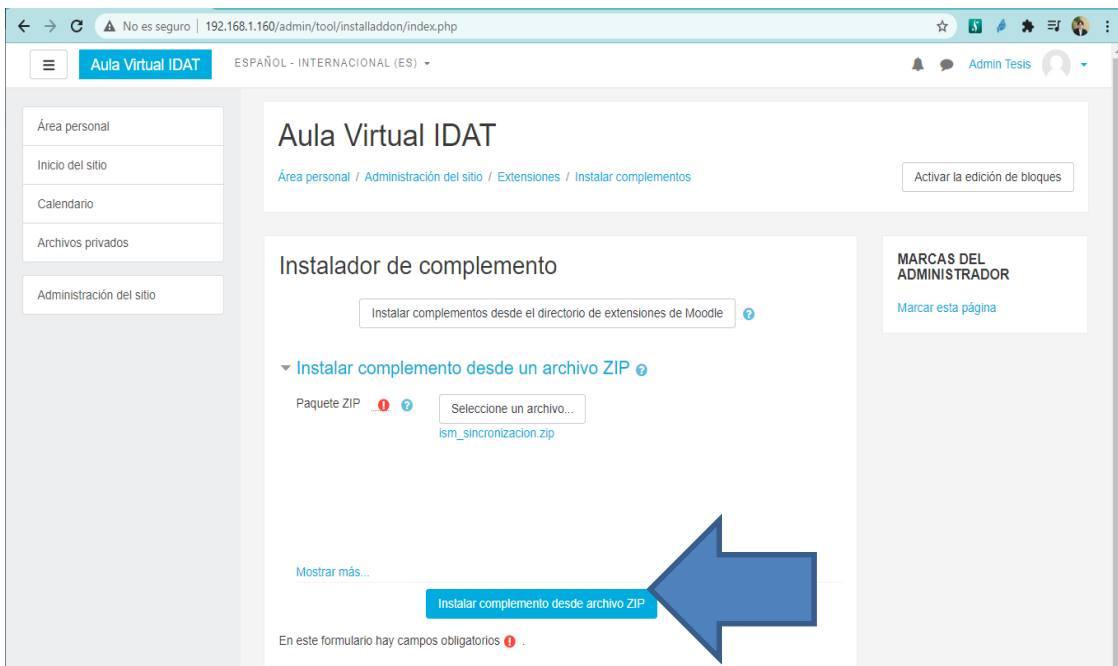 No es seguro | 192.168.1.160/admin/tool/installaddon/index.php
Aula Virtual IDAT
ESPAÑOL - INTERNACIONAL (ES)
Admin Tesis
Área personal
Inicio del sitio
Calendario
Archivos privados
Administración del sitio
Aula Virtual IDAT
Área personal / Administración del sitio / Extensiones / Instalar complementos
Activar la edición de bloques
Instalador de complemento
Instalar complementos desde el directorio de extensiones de Moodle
Instalar complemento desde un archivo ZIP
Paquete ZIP
Seleccione un archivo...
ism_sincronizacion.zip
Mostrar más...
Instalar complemento desde archivo ZIP
En este formulario hay campos obligatorios .
MARCAS DEL
ADMINISTRADOR
Marcar esta página